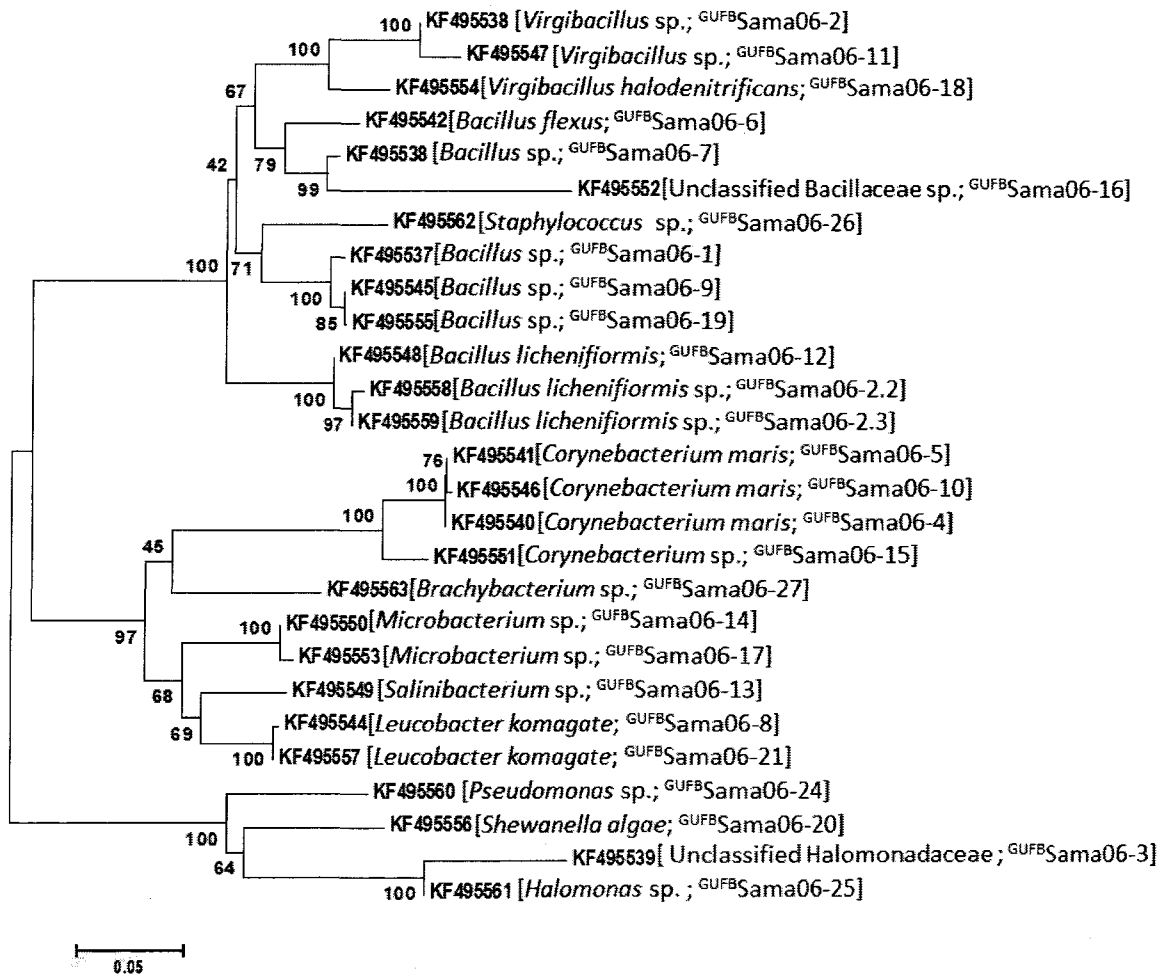 100 KF495538 [Virgibacillus sp.; GUFBSama06-2]
100 KF495547 [Virgibacillus sp.; GUFBSama06-11]
KF495554[Virgibacillus halodenitrificans; GUFBSama06-18]
67
KF495542[Bacillus flexus; GUFBSama06-6]
42 79 KF495538 [Bacillus sp.; GUFBSama06-7]
99 KF495552[Unclassified Bacillaceae sp.; GUFBSama06-16]
KF495562[Staphylococcus sp.; GUFBSama06-26]
100 71 KF495537[Bacillus sp.; GUFBSama06-1]
100 KF495545[Bacillus sp.; GUFBSama06-9]
85 KF495555[Bacillus sp.; GUFBSama06-19]
KF495548[Bacillus lichenifiormis; GUFBSama06-12]
100 KF495558[Bacillus lichenifiormis sp.; GUFBSama06-2.2]
97 KF495559[Bacillus lichenifiormis sp.; GUFBSama06-2.3]
76 KF495541[Corynebacterium maris; GUFBSama06-5]
100 KF495546[Corynebacterium maris; GUFBSama06-10]
100 KF495540[Corynebacterium maris; GUFBSama06-4]
45 KF495551[Corynebacterium sp.; GUFBSama06-15]
KF495563[Brachybacterium sp.; GUFBSama06-27]
97 100 KF495550[Microbacterium sp.; GUFBSama06-14]
KF495553[Microbacterium sp.; GUFBSama06-17]
68 KF495549[Salinibacterium sp.; GUFBSama06-13]
69 KF495544[Leucobacter komagate; GUFBSama06-8]
100 KF495557 [Leucobacter komagate; GUFBSama06-21]
KF495560 [Pseudomonas sp.; GUFBSama06-24]
100 KF495556[Shewanella algae; GUFBSama06-20]
64 KF495539[ Unclassified Halomonadaceae ; GUFBSama06-3]
100 KF495561 [Halomonas sp. ; GUFBSama06-25]
0.05